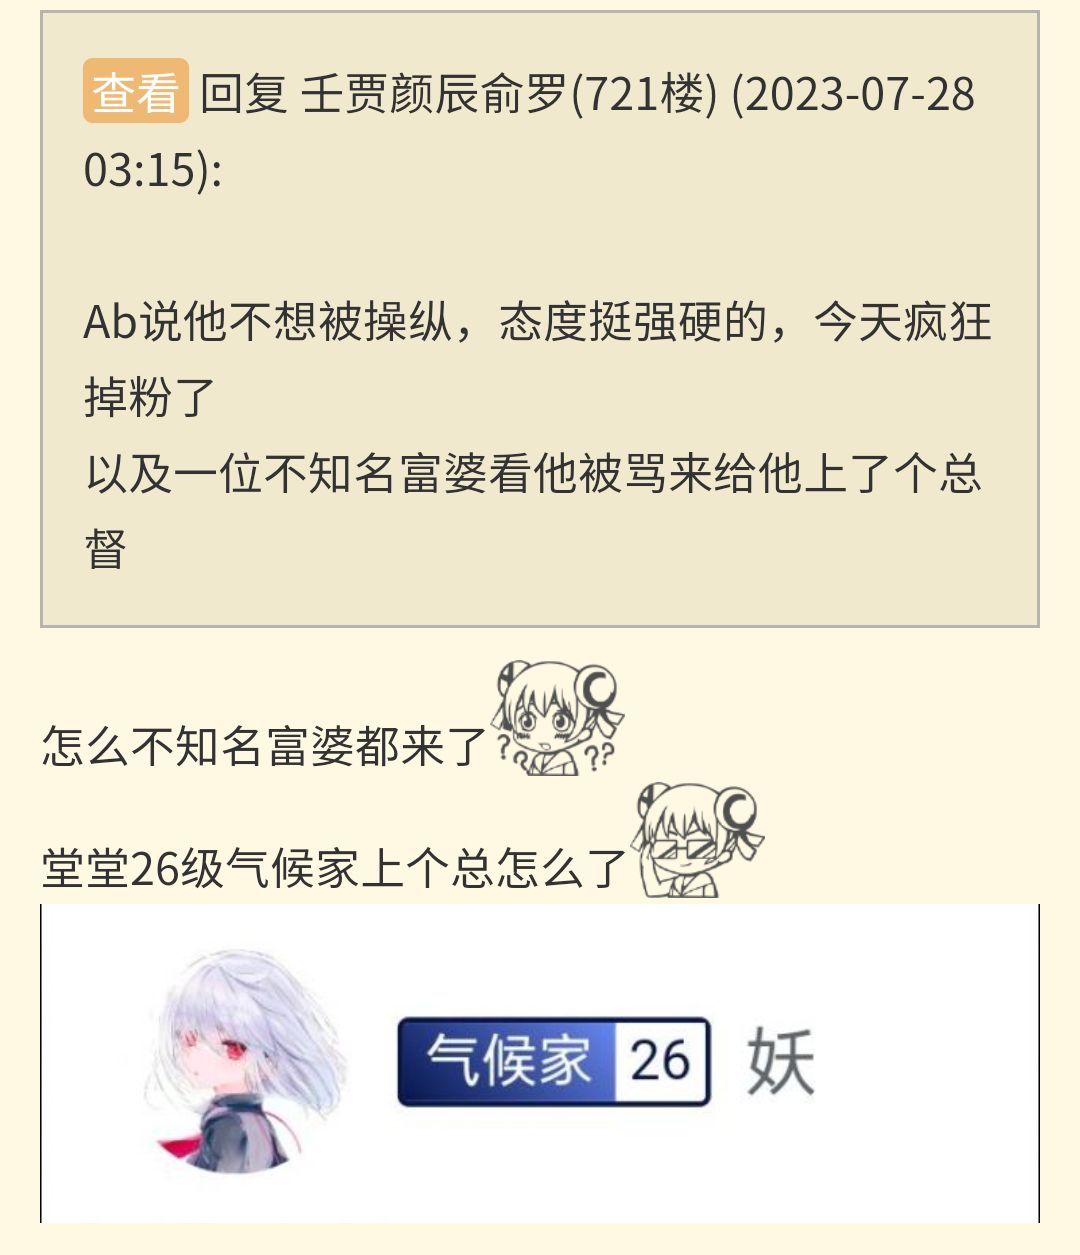 查看 回复 壬贾颜辰俞罗(721楼) (2023-07-28
03:15):
Ab说他不想被操纵，态度挺强硬的，今天疯狂
掉粉了
以及一位不知名富婆看他被骂来给他上了个总
督
怎么不知名富婆都来了
??
??
堂堂26级气候家上个总怎么了
气候家 26 妖